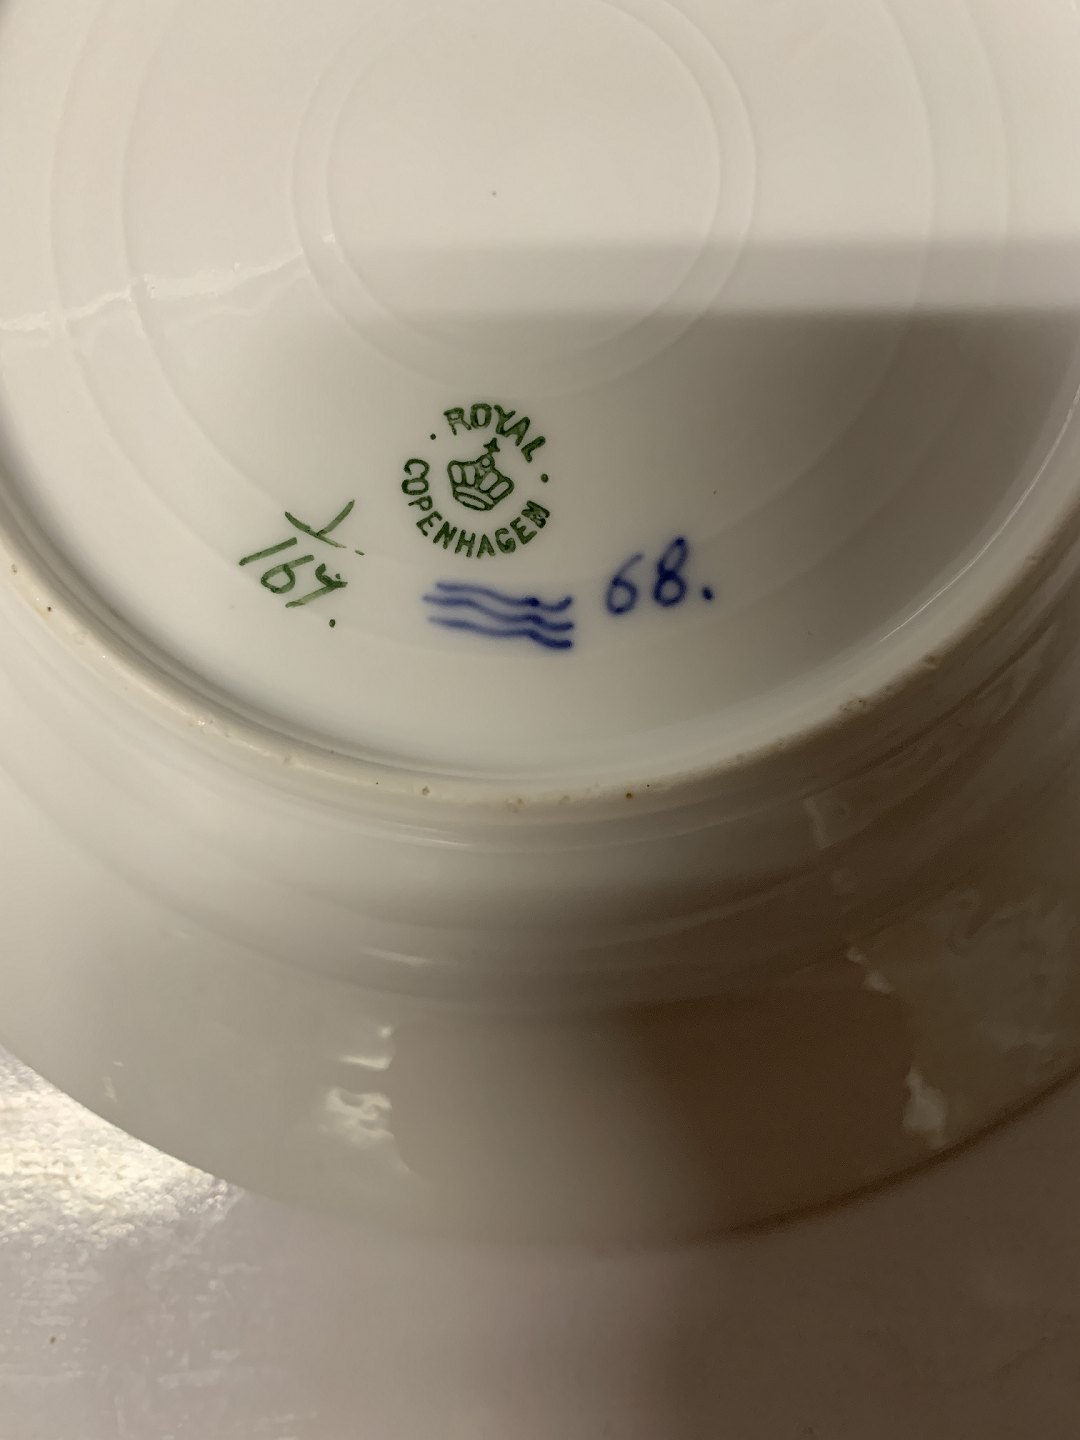 ROYAL
COPENHAGEN
Y.
167.
68.